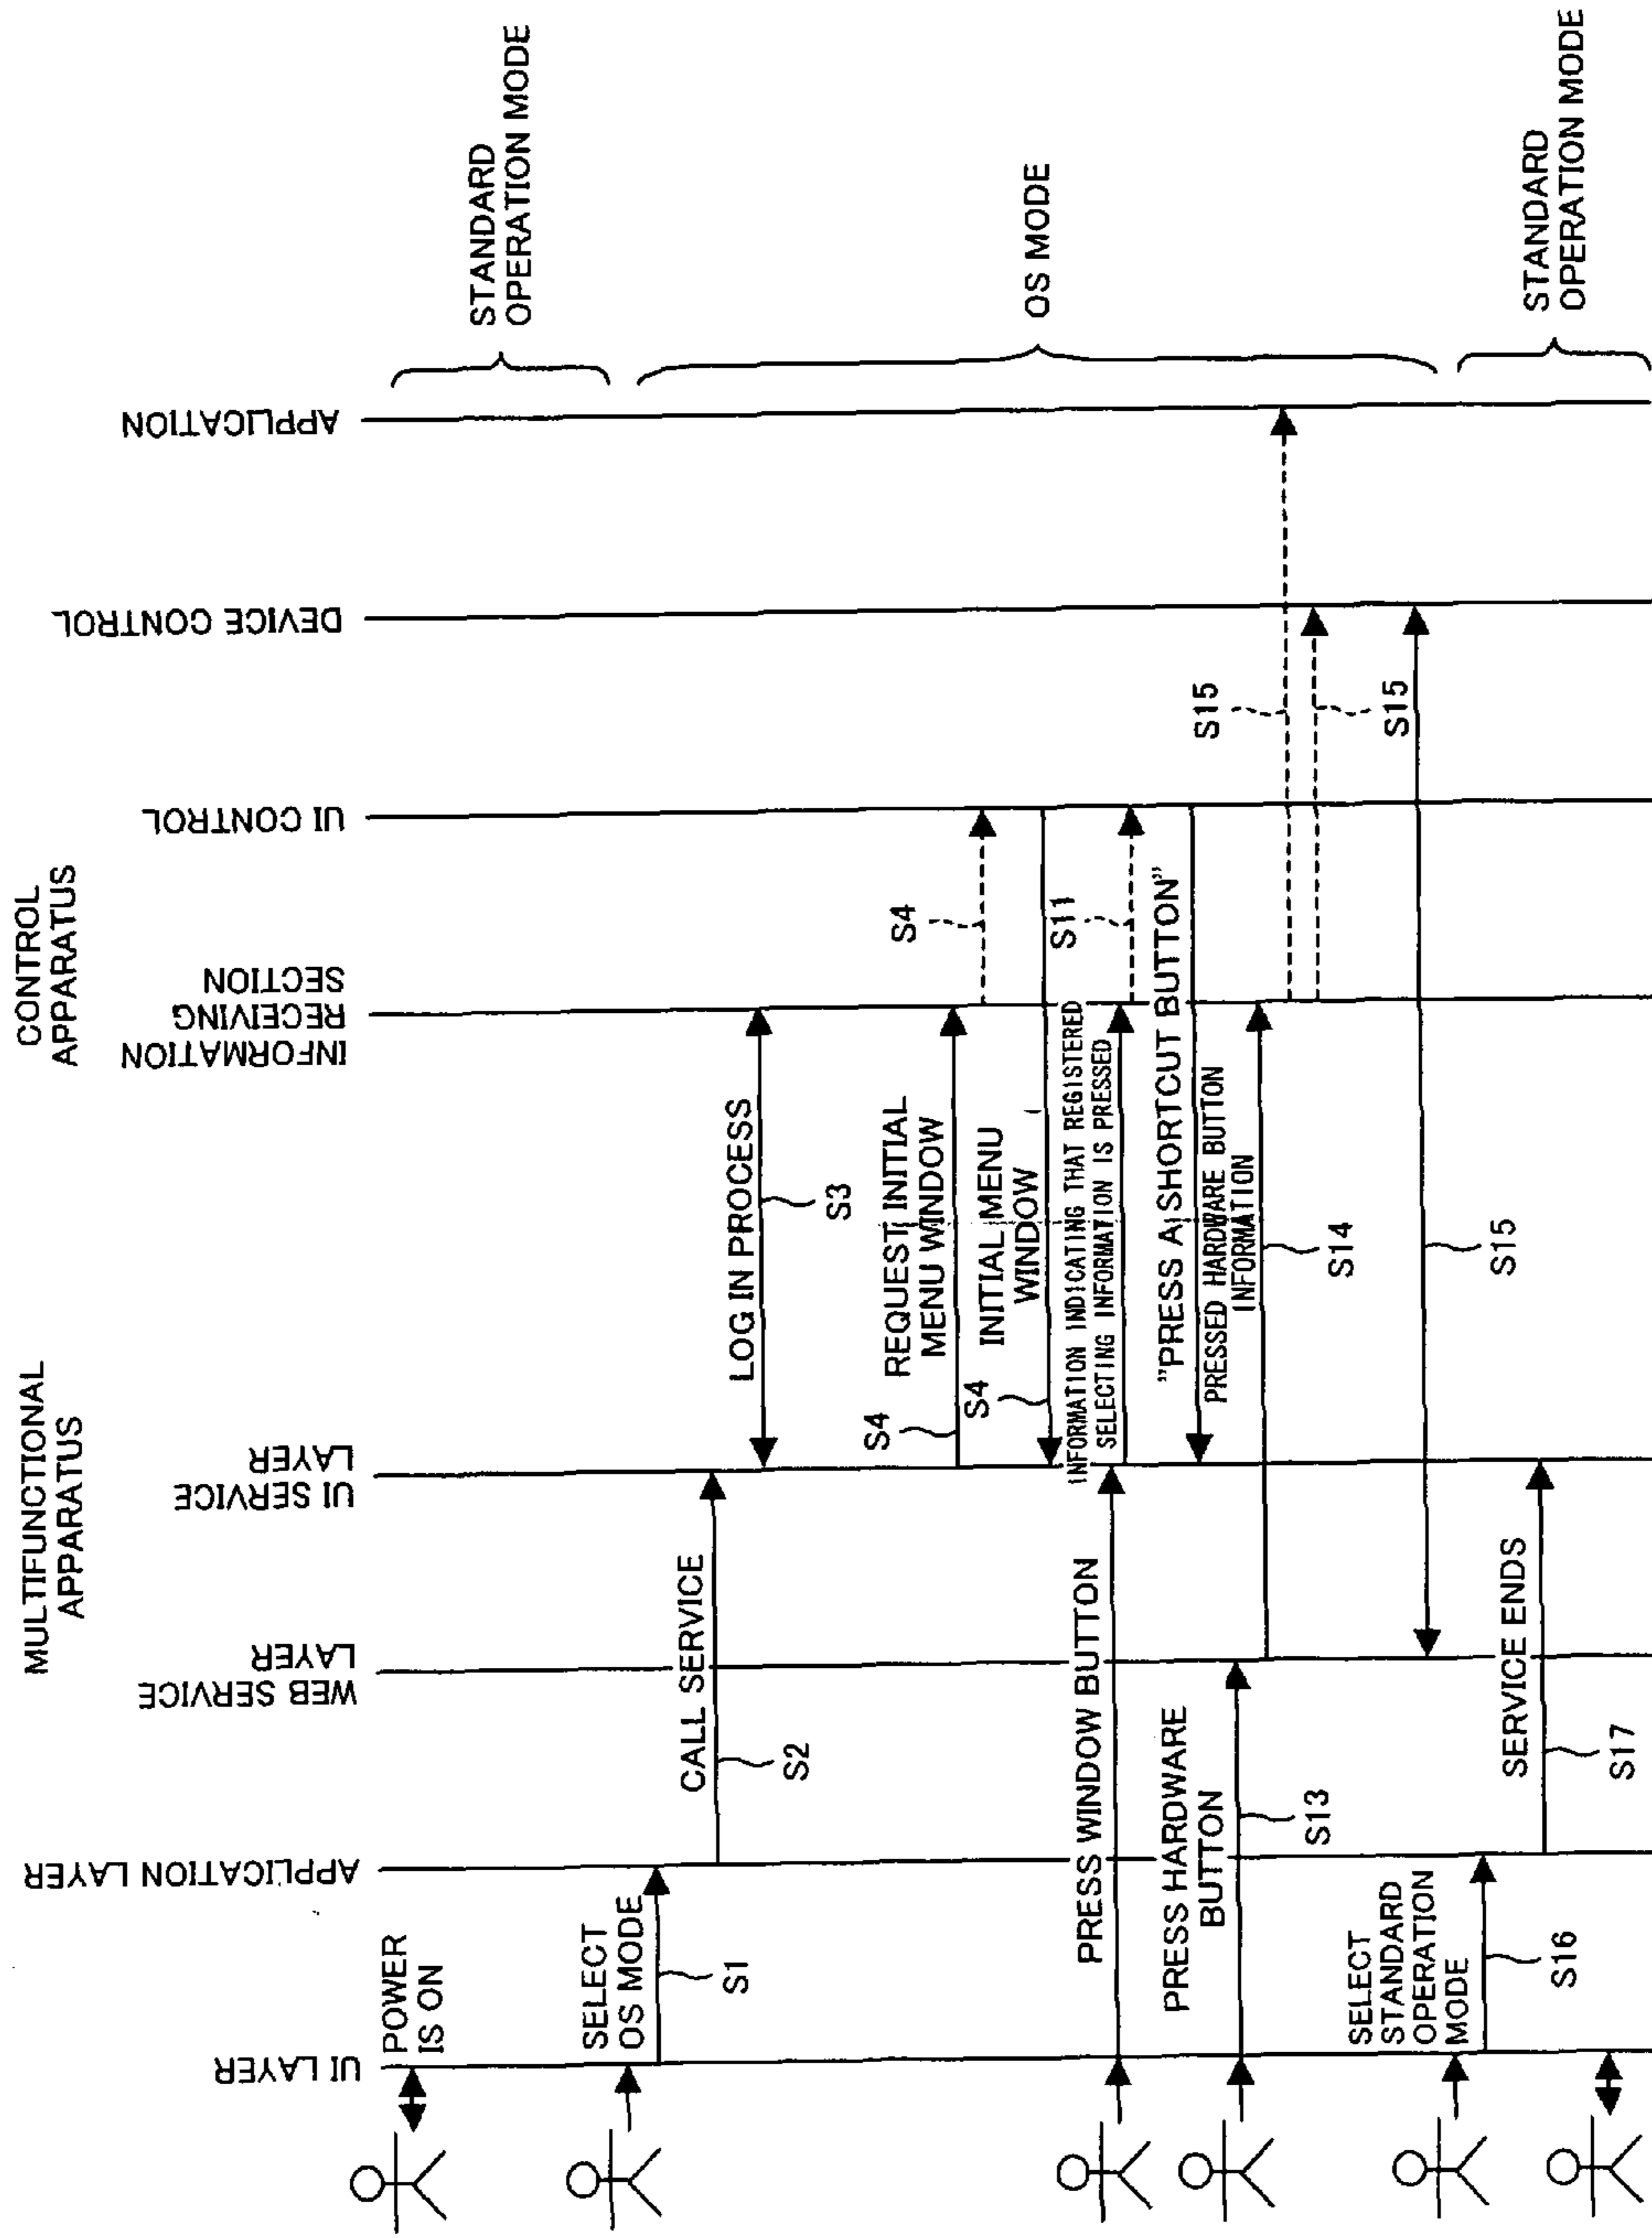 MULTIFUNCTIONAL
APPARATUS
CONTROL
APPARATUS
UI LAYER
APPLICATION LAYER
WEB SERVICE
LAYER
UI SERVICE
LAYER
INFORMATION
RECEIVING
SECTION
UI CONTROL
DEVICE CONTROL
APPLICATION
POWER
IS ON
STANDARD
OPERATION MODE
SELECT
OS MODE
S1
CALL SERVICE
S2
LOG IN PROCESS
S3
REQUEST INITIAL
MENU WINDOW
S4
S4
INITIAL MENU
WINDOW
S4
OS MODE
PRESS WINDOW BUTTON
INFORMATION INDICATING THAT REGISTERED
SELECTING INFORMATION IS PRESSED
S11
"PRESS A SHORTCUT BUTTON"
PRESS HARDWARE
BUTTON
S13
PRESSED HARDWARE BUTTON
INFORMATION
S14
S15
S15
S15
SELECT
STANDARD
OPERATION
MODE
S16
SERVICE ENDS
S17
STANDARD
OPERATION MODE